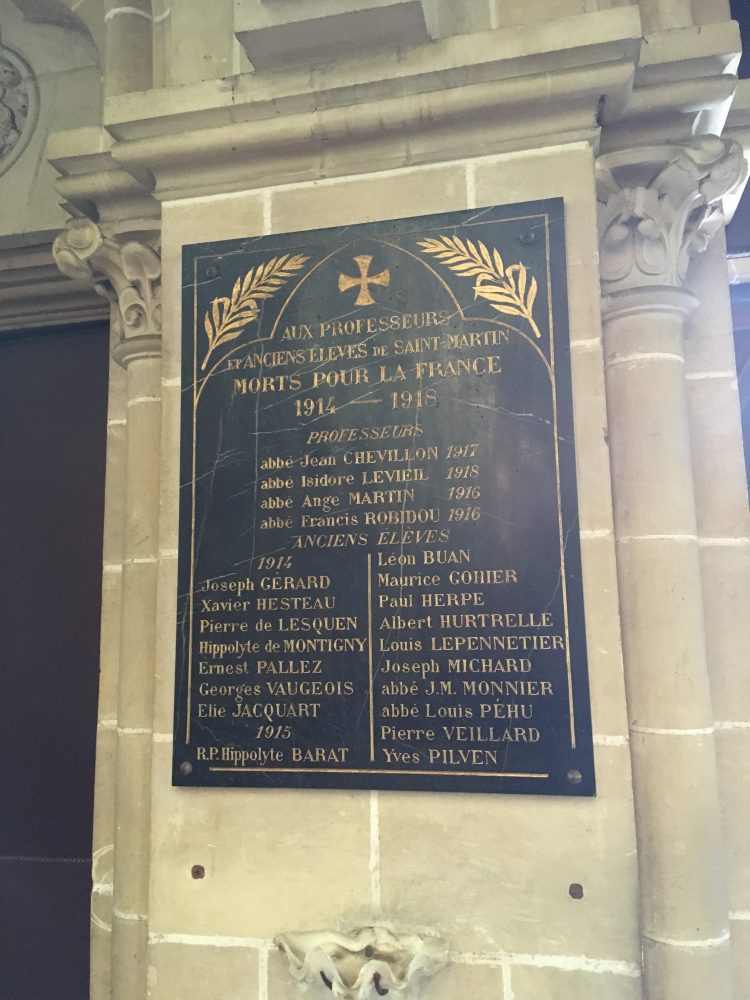 AUX PROFESSEURS
ET ANCIENS ÉLÈVES DE SAINT-MARTIN
MORTS POUR LA FRANCE
1914 — 1918
PROFESSEURS
abbé Jean CHEVILLON 1917
abbé Isidore LEVIEIL 1918
abbé Ange MARTIN 1916
abbé Francis ROBIDOU 1916
ANCIENS ELEVES
1914
Joseph GÉRARD
Xavier HESTEAU
Pierre de LESQUEN
Hippolyte de MONTIGNY
Ernest PALLEZ
Georges VAUGEOIS
Elie JACQUART
1915
R.P. Hippolyte BARAT
Léon BUAN
Maurice GOHIER
Paul HERPE
Albert HURTRELLE
Louis LEPENNETIER
Joseph MICHARD
abbé J.M. MONNIER
abbé Louis PÉHU
Pierre VEILLARD
Yves PILVEN